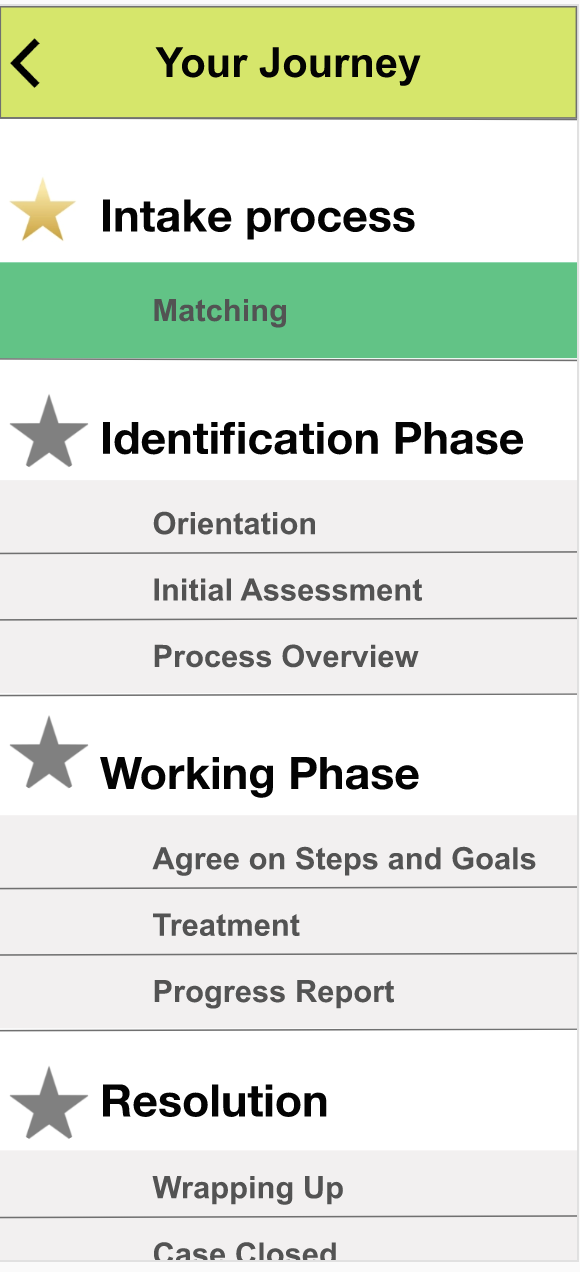 Your Journey
Intake process
Matching
Identification Phase
Orientation
Initial Assessment
Process Overview
Working Phase
Agree on Steps and Goals
Treatment
Progress Report
Resolution
Wrapping Up
Case Closed